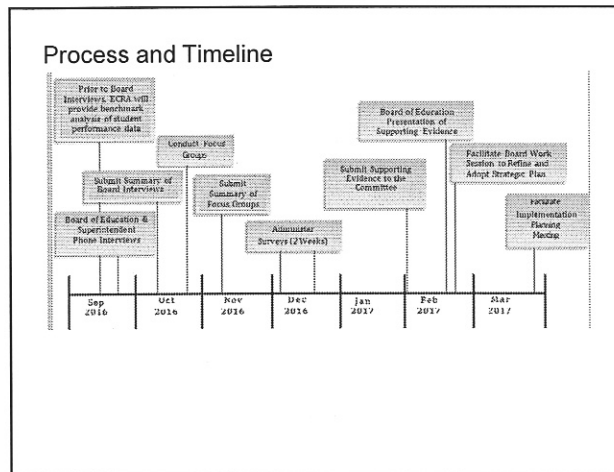 Process and Timeline
Prior to Board
Interviews, ECRA will
provide benchmark
analysis of student
performance data
Conduct Focus
Groups
Submit Summary of
Board Interviews
Board of Education &
Superintendent
Phone Interviews
Submit
Summary of
Focus Groups
Administer
Surveys (2 Weeks)
Submit Supporting
Evidence to the
Committee
Board of Education
Presentation of
Supporting Evidence
Facilitate Board Work
Session to Refine and
Adopt Strategic Plan
Facilitate
Implementation
Planning
Meeting
Sep
2016
Oct
2016
Nov
2016
Dec
2016
Jan
2017
Feb
2017
Mar
2017